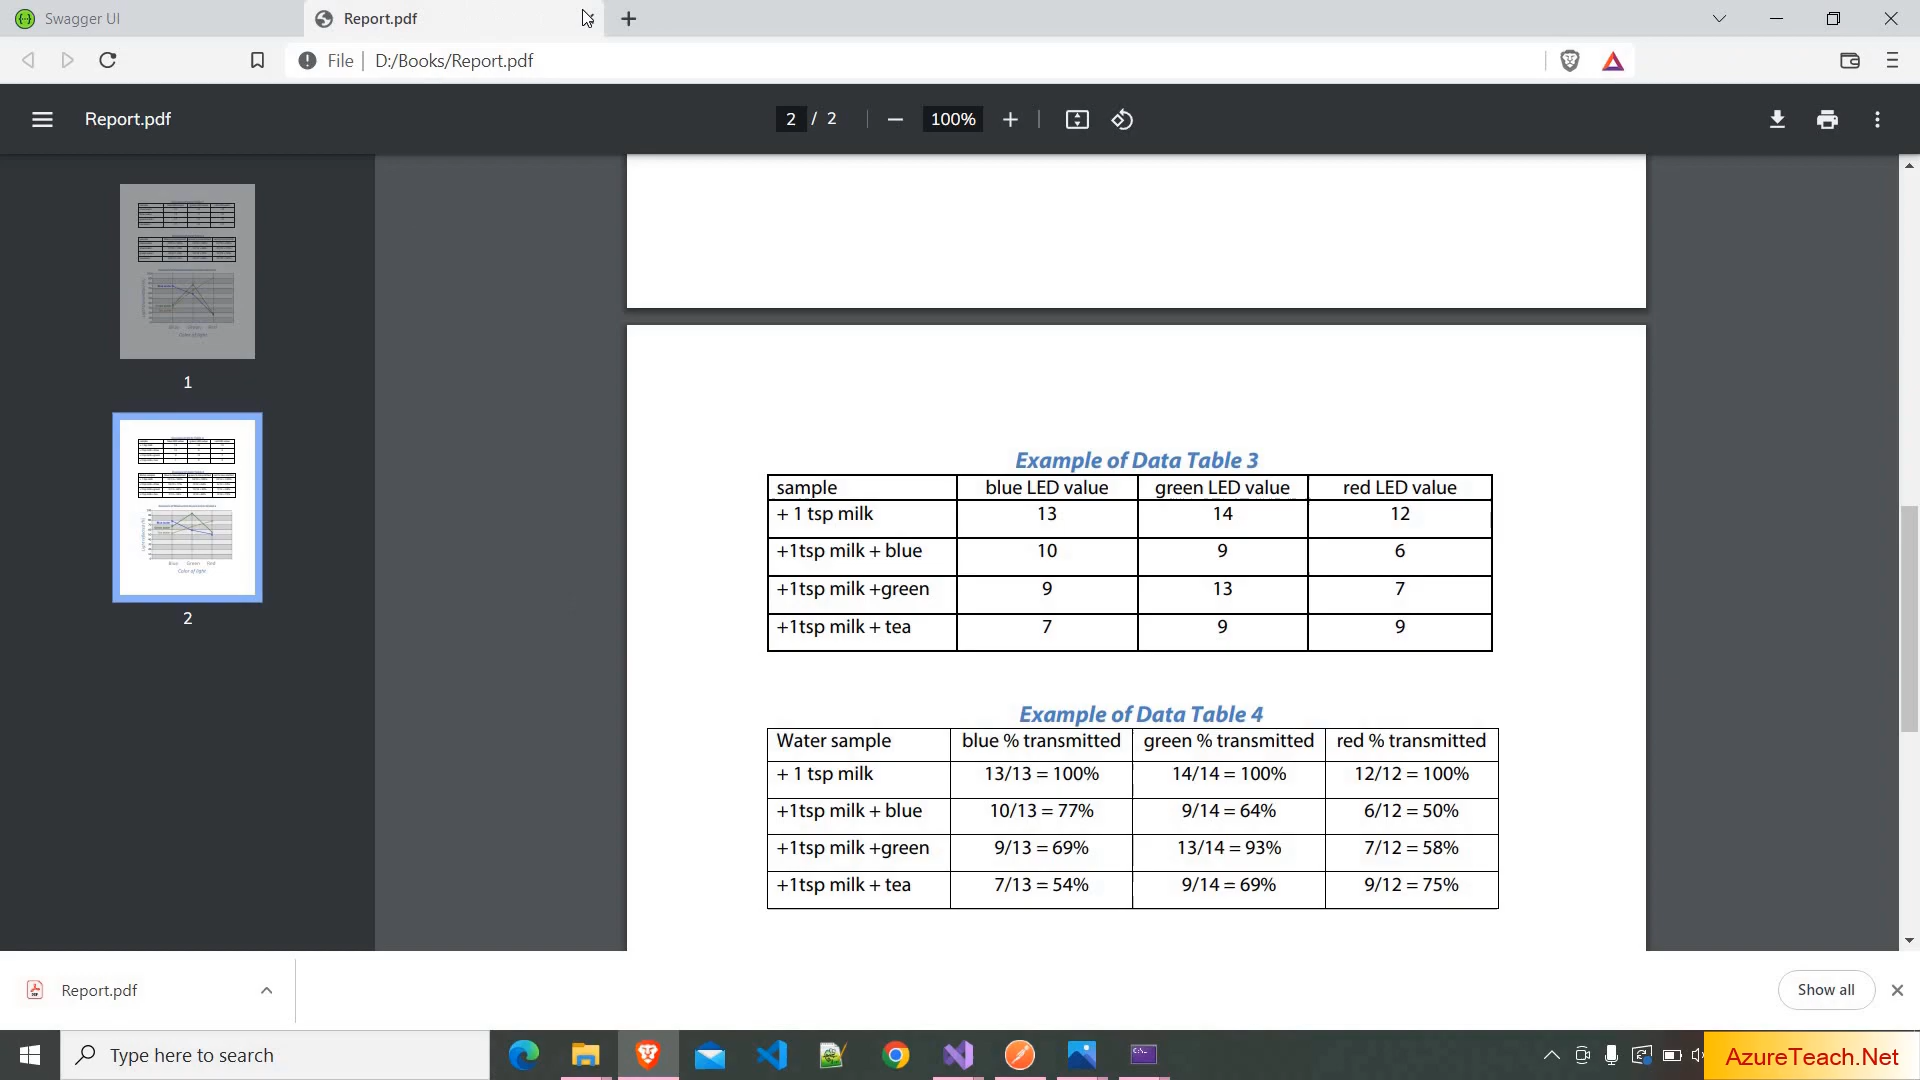 Swagger UI
Report.pdf
File D:/Books/Report.pdf
Report.pdf
2 / 2
100%
1
2
Example of Data Table 3
sample blue LED value green LED value red LED value
+ 1 tsp milk 13 14 12
+1tsp milk + blue 10 9 6
+1tsp milk +green 9 13 7
+1tsp milk + tea 7 9 9
Example of Data Table 4
Water sample blue % transmitted green % transmitted red % transmitted
+ 1 tsp milk 13/13 = 100% 14/14 = 100% 12/12 = 100%
+1tsp milk + blue 10/13 = 77% 9/14 = 64% 6/12 = 50%
+1tsp milk +green 9/13 = 69% 13/14 = 93% 7/12 = 58%
+1tsp milk + tea 7/13 = 54% 9/14 = 69% 9/12 = 75%
Report.pdf
Show all
Type here to search
AzureTeach.Net